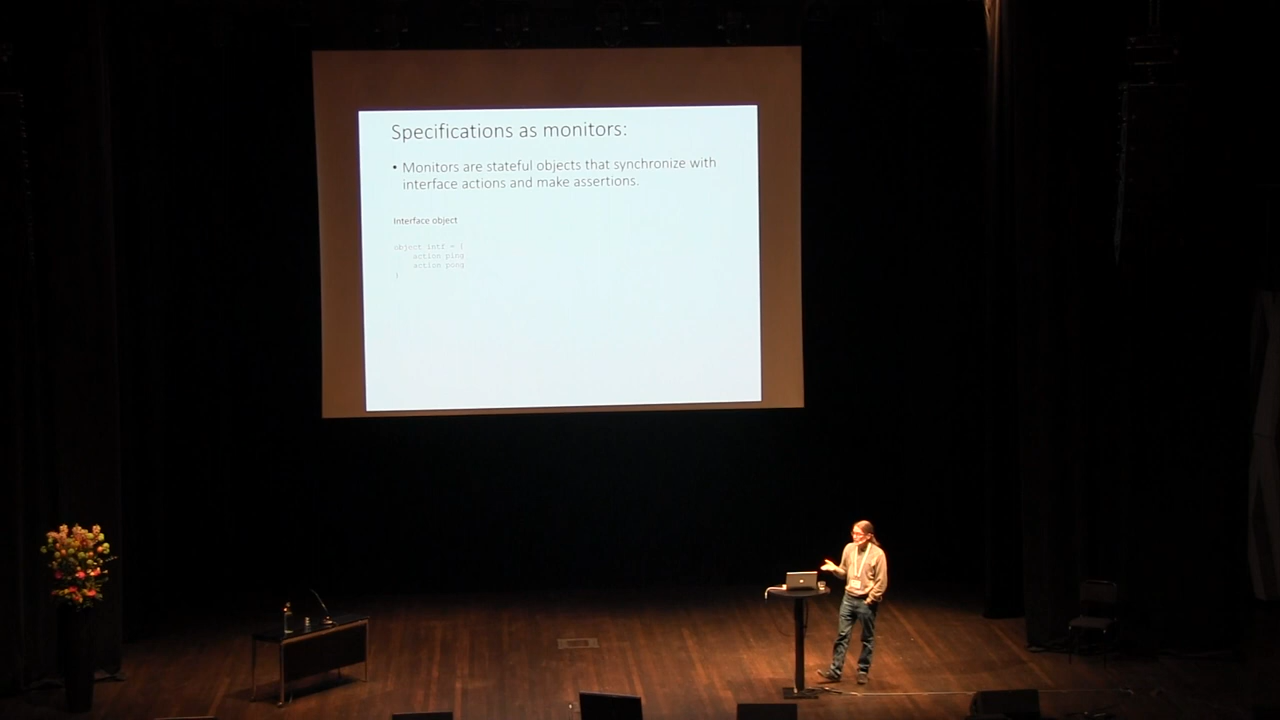 Specifications as monitors:
• Monitors are stateful objects that synchronize with
interface actions and make assertions.
Interface object
object intf = {
action ping
action pong
}